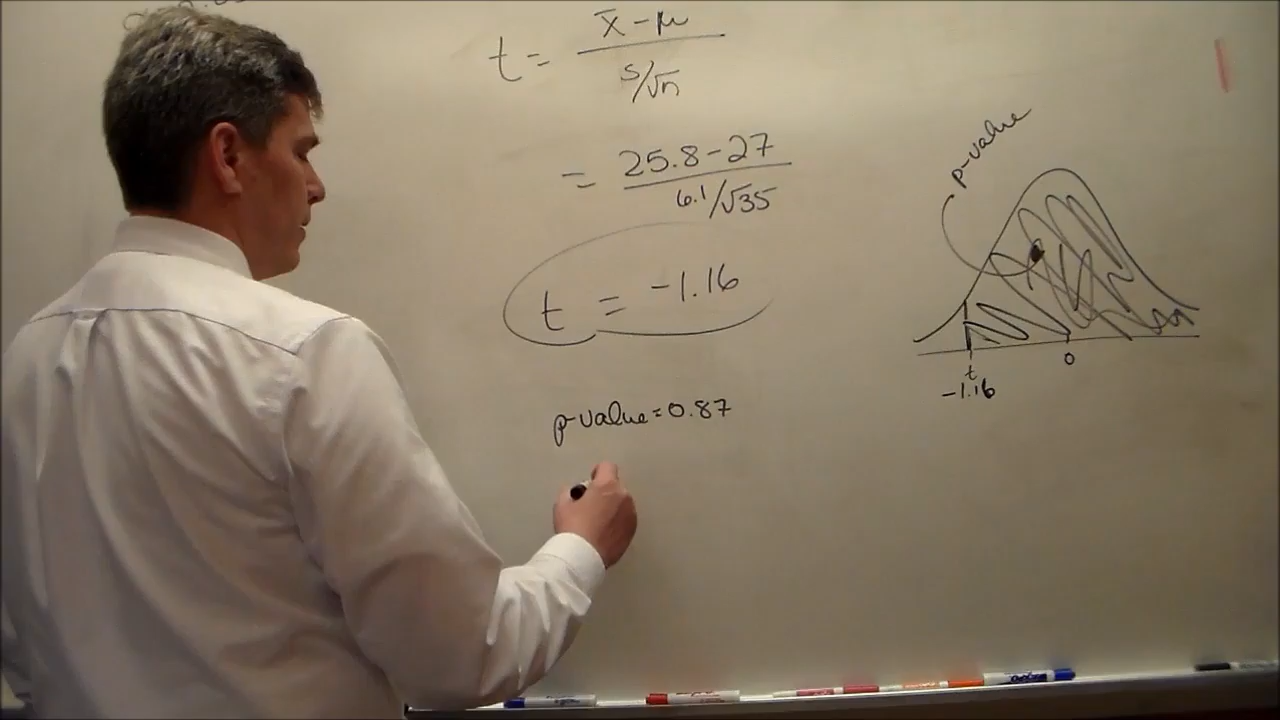 t = x̄ - μ / s/√n
= 25.8 - 27 / 6.1/√35
t = -1.16
p-value = 0.87
p-value
t
-1.16
0